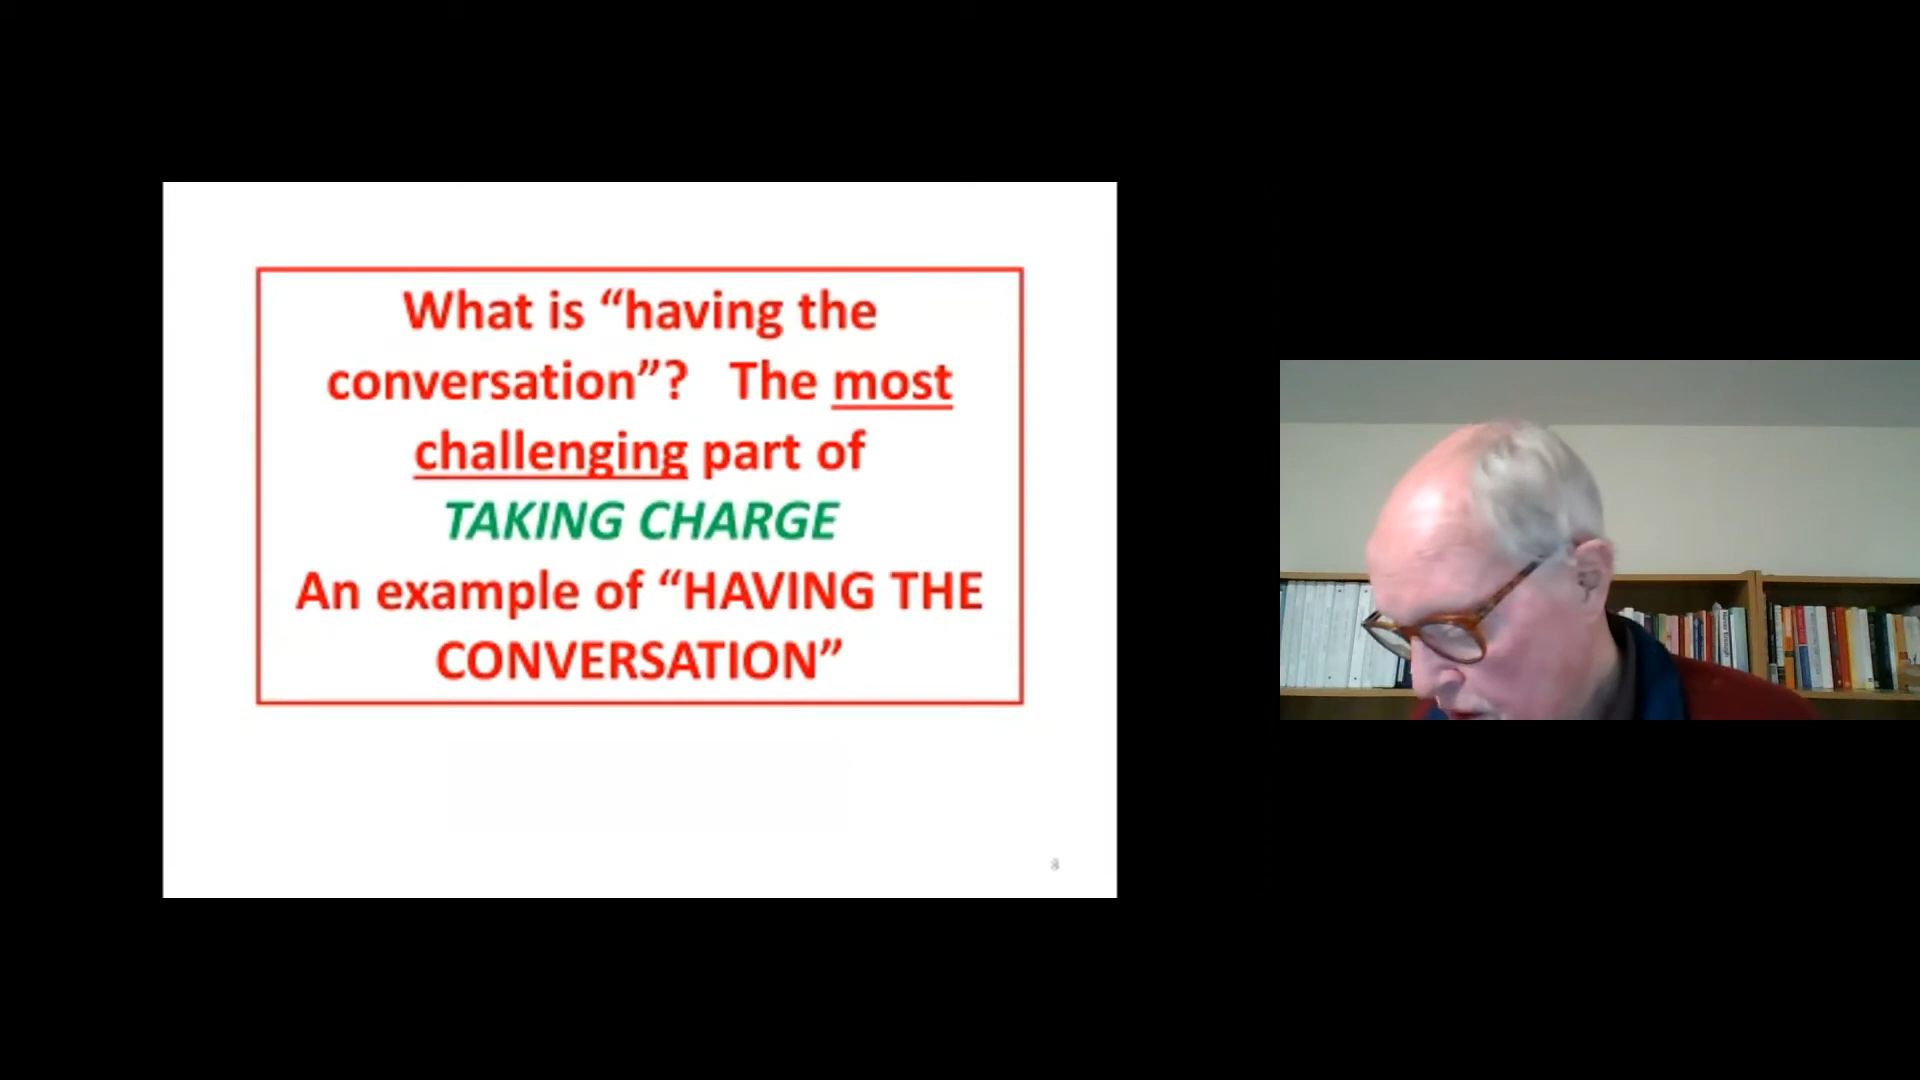 What is “having the
conversation”? The most
challenging part of
TAKING CHARGE
An example of “HAVING THE
CONVERSATION”